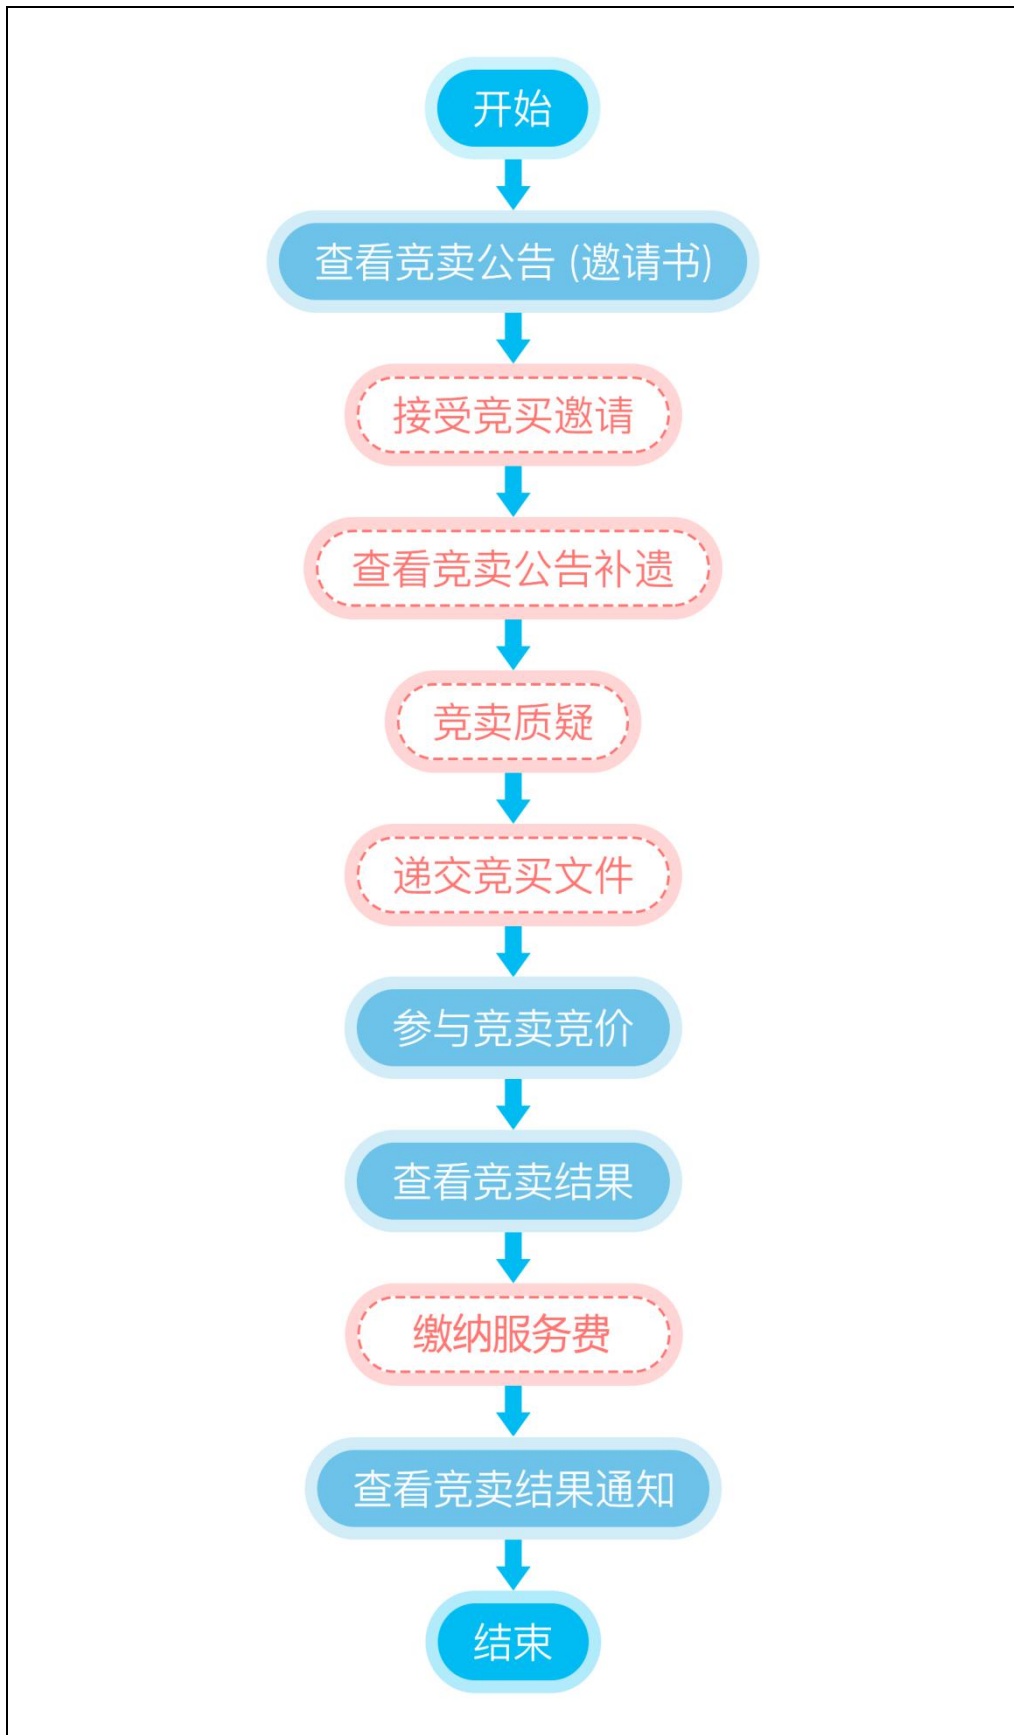 开始
查看竞卖公告 (邀请书)
接受竞买邀请
查看竞卖公告补遗
竞卖质疑
递交竞买文件
参与竞卖竞价
查看竞卖结果
缴纳服务费
查看竞卖结果通知
结束